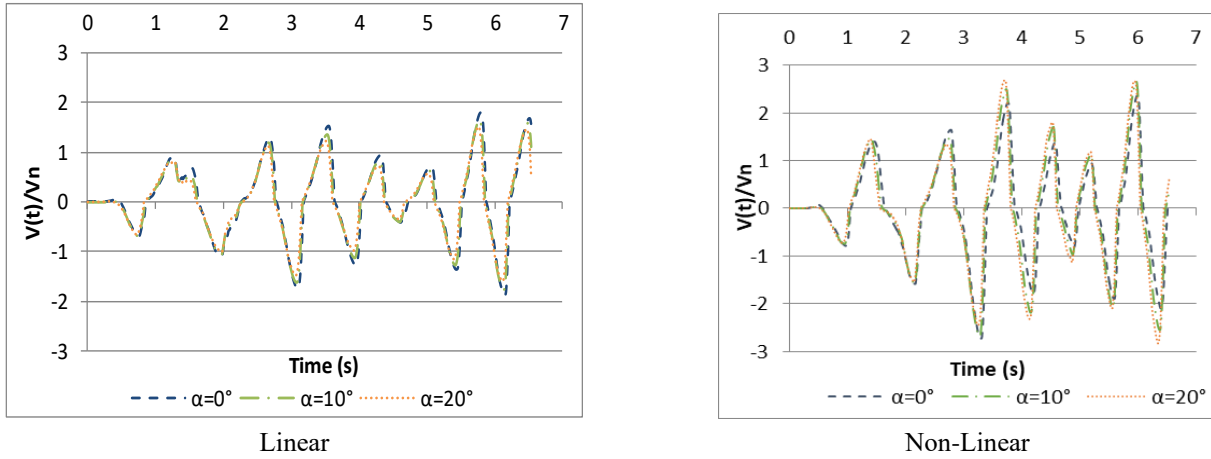 0 1 2 3 4 5 6 7
3
2
1
0
-1
-2
-3
V(t)/Vn
Time (s)
α=0° α=10° α=20°
Linear
0 1 2 3 4 5 6 7
3
2
1
0
-1
-2
-3
V(t)/Vn
Time (s)
α=0° α=10° α=20°
Non-Linear